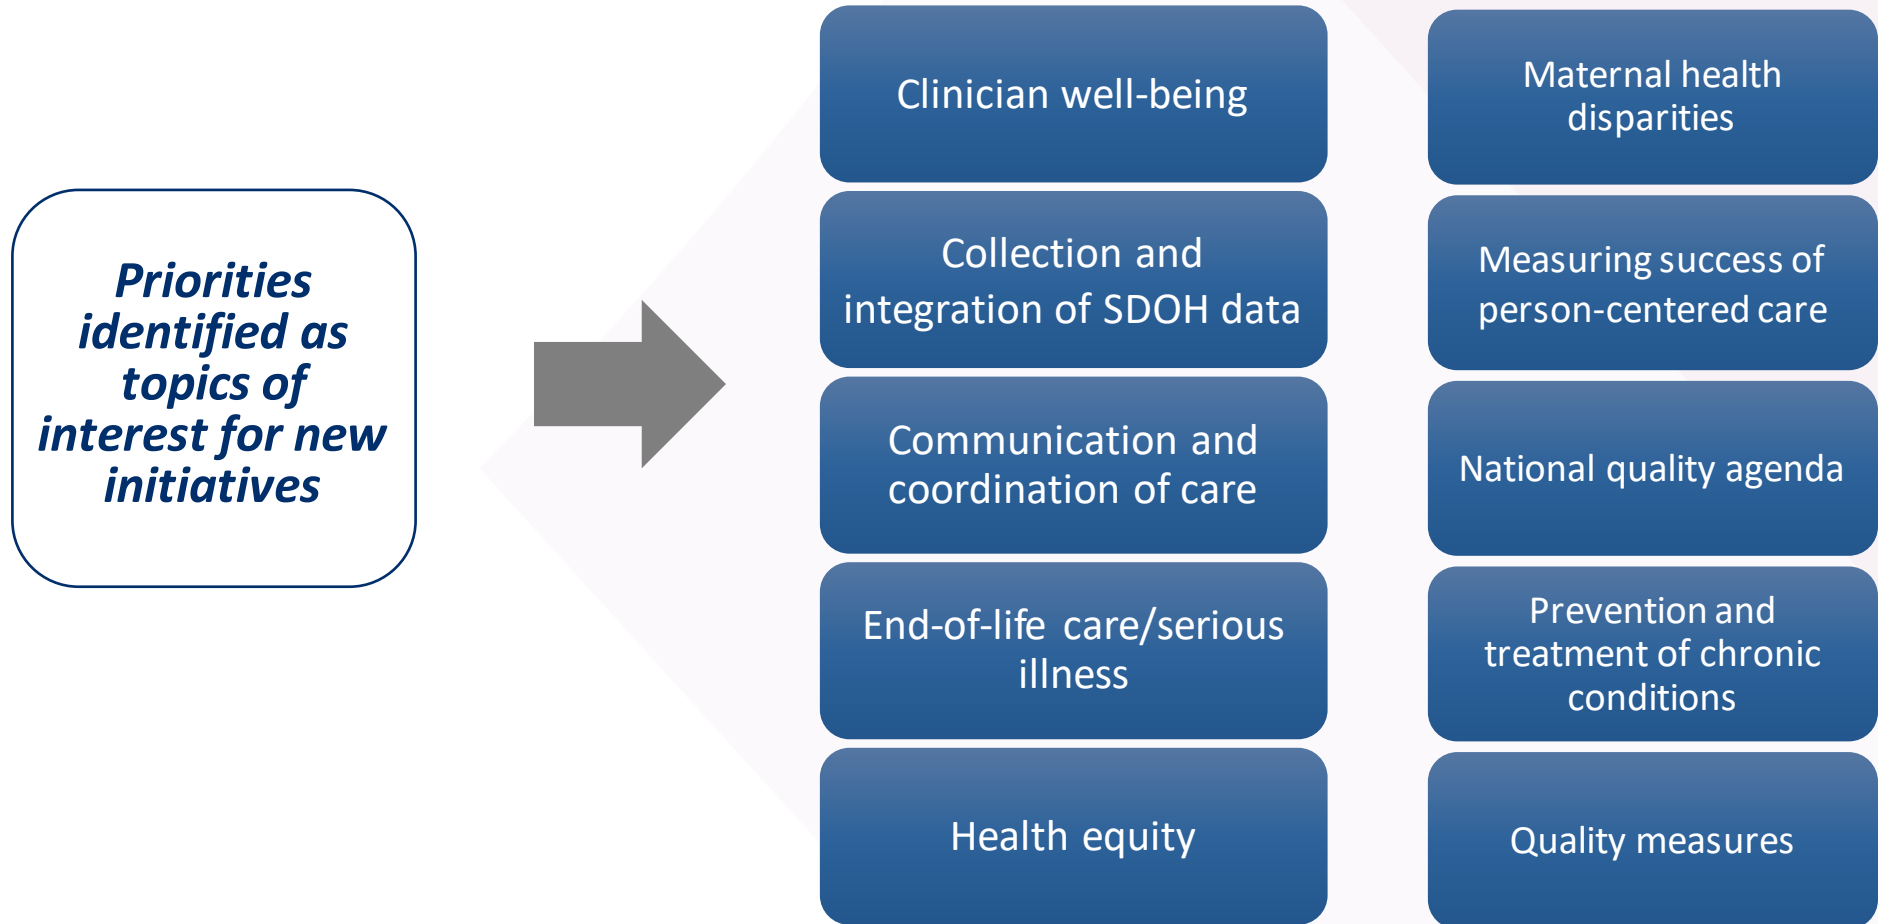 Priorities
identified as
topics of
interest for new
initiatives
Clinician well-being
Collection and
integration of SDOH data
Communication and
coordination of care
End-of-life care/serious
illness
Health equity
Maternal health
disparities
Measuring success of
person-centered care
National quality agenda
Prevention and
treatment of chronic
conditions
Quality measures